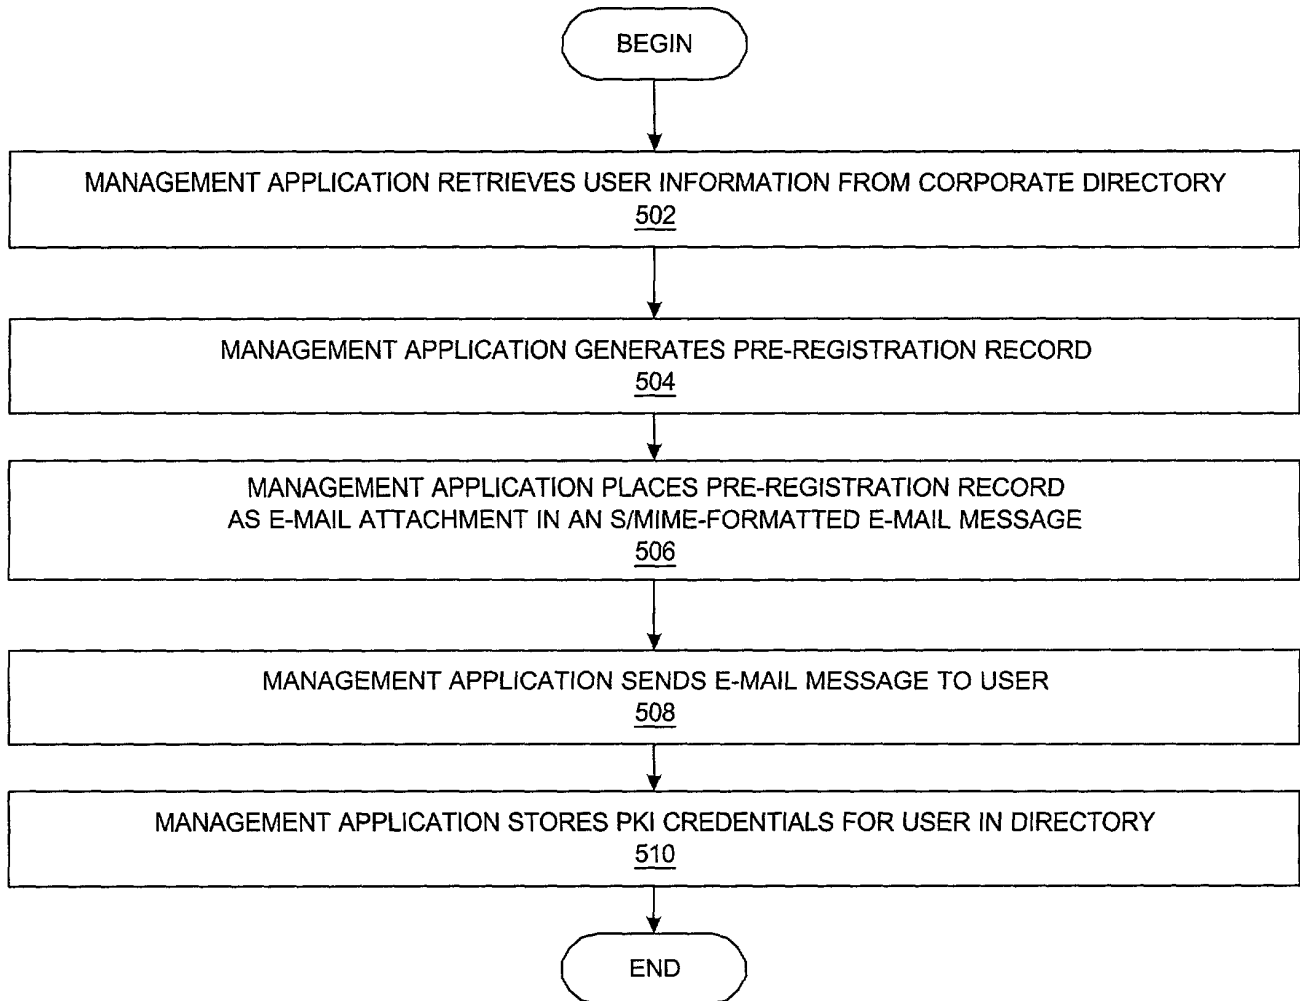 BEGIN
MANAGEMENT APPLICATION RETRIEVES USER INFORMATION FROM CORPORATE DIRECTORY
502
MANAGEMENT APPLICATION GENERATES PRE-REGISTRATION RECORD
504
MANAGEMENT APPLICATION PLACES PRE-REGISTRATION RECORD
AS E-MAIL ATTACHMENT IN AN S/MIME-FORMATTED E-MAIL MESSAGE
506
MANAGEMENT APPLICATION SENDS E-MAIL MESSAGE TO USER
508
MANAGEMENT APPLICATION STORES PKI CREDENTIALS FOR USER IN DIRECTORY
510
END